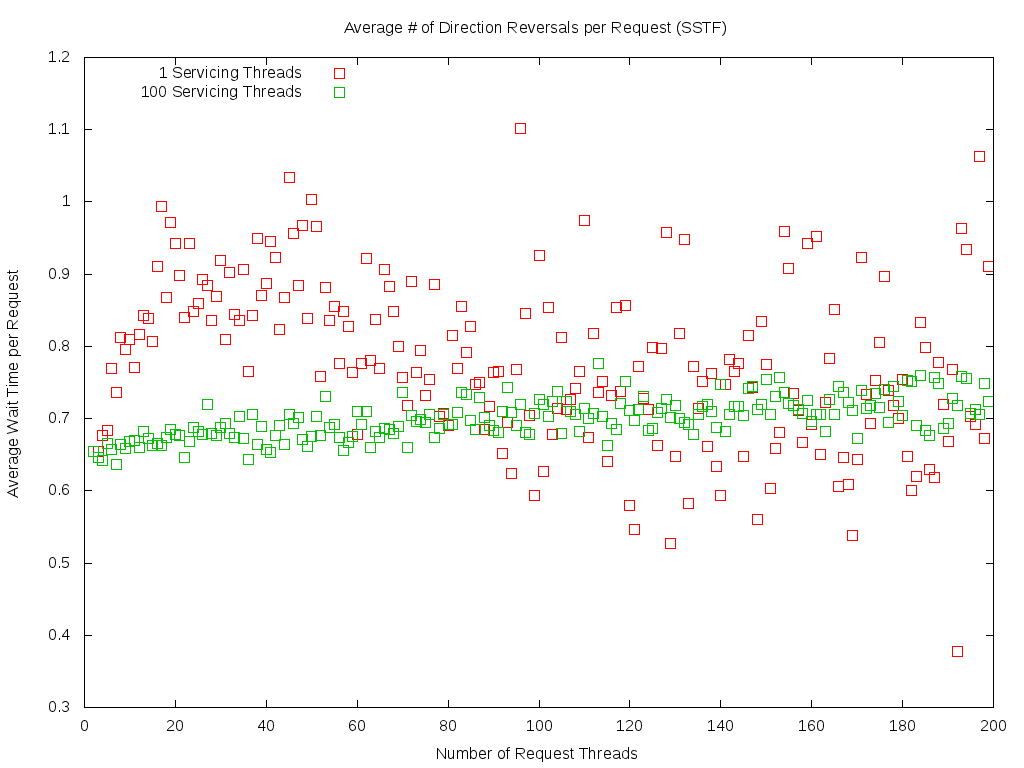 Average # of Direction Reversals per Request (SSTF)
1.2
1 Servicing Threads
100 Servicing Threads
1.1
1
0.9
0.8
0.7
0.6
0.5
0.4
0.3
Average Wait Time per Request
0 20 40 60 80 100 120 140 160 180 200
Number of Request Threads